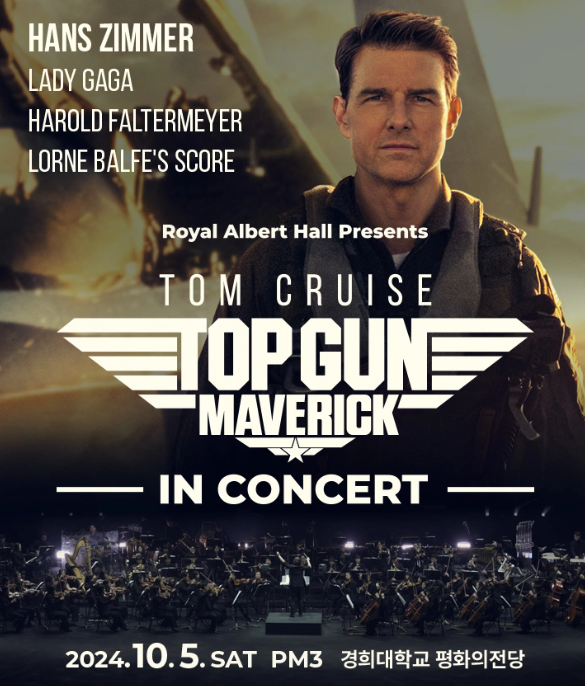 HANS ZIMMER
LADY GAGA
HAROLD FALTERMEYER
LORNE BALFE'S SCORE
Royal Albert Hall Presents
TOM CRUISE
TOP GUN
MAVERICK
IN CONCERT
2024.10.5.SAT PM3 경희대학교 평화의전당